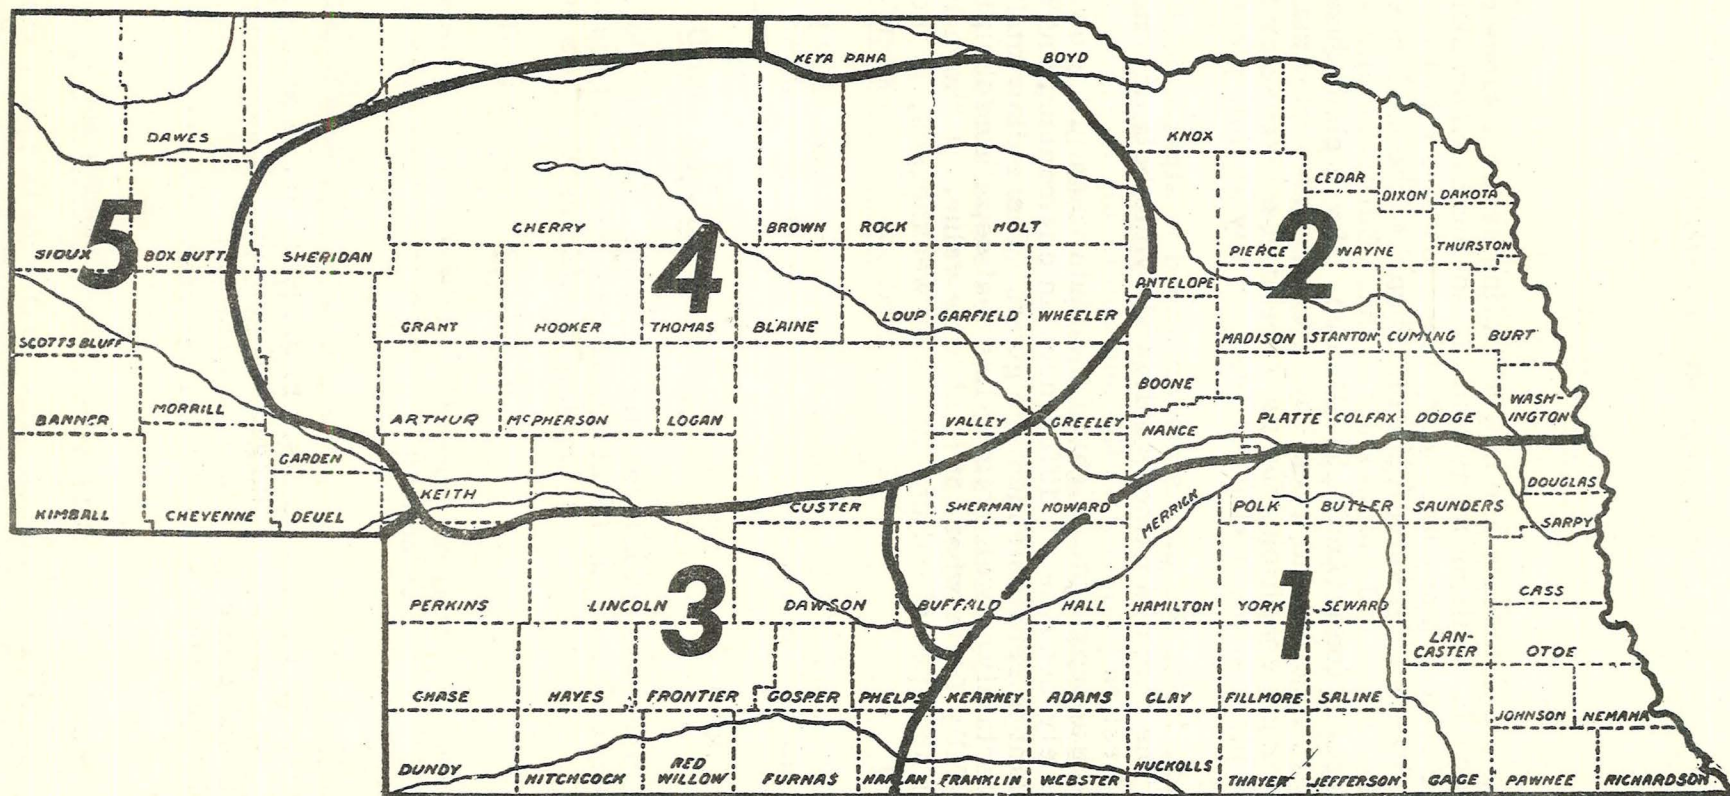 KEYA PAHA
BOYD
DAWES
KNOX
CEDAR
DIXON
DAKOTA
5
SIOUX
BOX BUTT
SHERIDAN
CHERRY
4
BROWN
ROCK
HOLT
PIERCE
2
WAYNE
THURSTON
ANTELOPE
SCOTTS BLUFF
GRANT
HOOKER
THOMAS
BLAINE
LOUP
GARFIELD
WHEELER
MADISON
STANTON
CUMING
BURT
BANNER
MORRILL
ARTHUR
MCPHERSON
LOGAN
VALLEY
GREELEY
BOONE
NANCE
PLATTE
COLFAX
DODGE
WASH-
INGTON
GARDEN
KEITH
KIMBALL
CHEYENNE
DEUEL
CUSTER
SHERMAN
HOWARD
MERRICK
POLK
BUTLER
SAUNDERS
DOUGLAS
SARPY
PERKINS
LINCOLN
3
DAWSON
BUFFALO
HALL
HAMILTON
YORK
1
SEWARD
CASS
LAN-
CASTER
OTOE
CHASE
HAYES
FRONTIER
GOSPER
PHELPS
KEARNEY
ADAMS
CLAY
FILLMORE
SALINE
JOHNSON
NEMAHA
DUNDY
HITCHCOCK
RED
WILLOW
FURNAS
HARLAN
FRANKLIN
WEBSTER
NUCKOLLS
THAYER
JEFFERSON
GAGE
PAWNEE
RICHARDSON